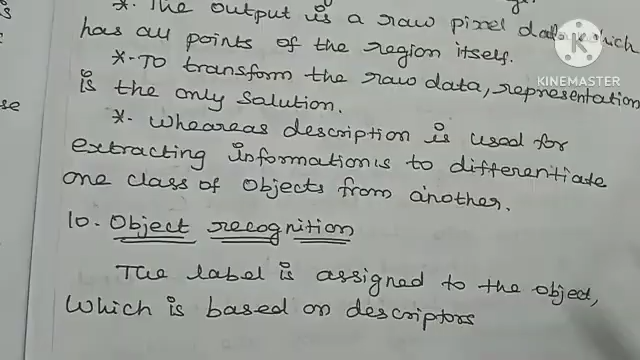 *. The output is a raw pixel data, which
has all points of the region itself.
*. To transform the raw data, representation
is the only solution.
*. Wheareas description is used for
extracting informations to differentiate
one class of objects from another.
10. Object recognition
The label is assigned to the object,
Which is based on descriptors
KINEMASTER